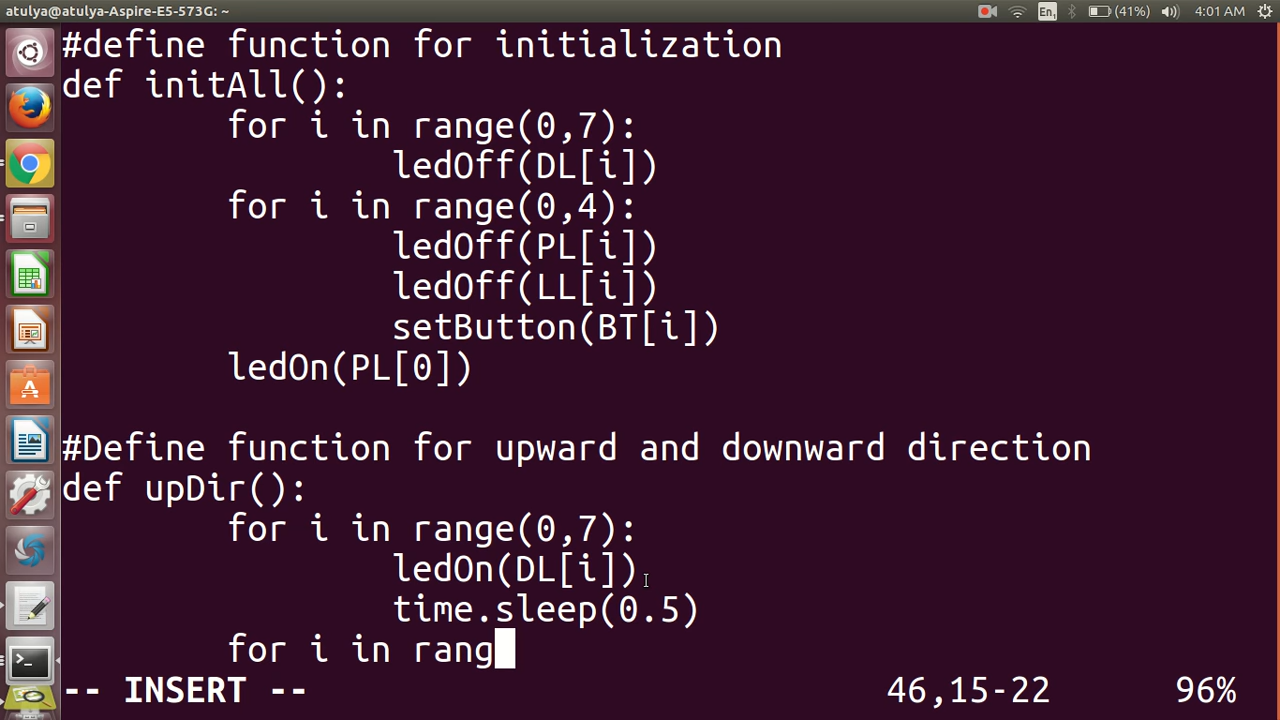 atulya@atulya-Aspire-E5-573G: ~
En1 (41%) 4:01 AM
#define function for initialization
def initAll():
for i in range(0,7):
ledOff(DL[i])
for i in range(0,4):
ledOff(PL[i])
ledOff(LL[i])
setButton(BT[i])
ledOn(PL[0])
#Define function for upward and downward direction
def upDir():
for i in range(0,7):
ledOn(DL[i])
time.sleep(0.5)
for i in rang
-- INSERT -- 46,15-22 96%